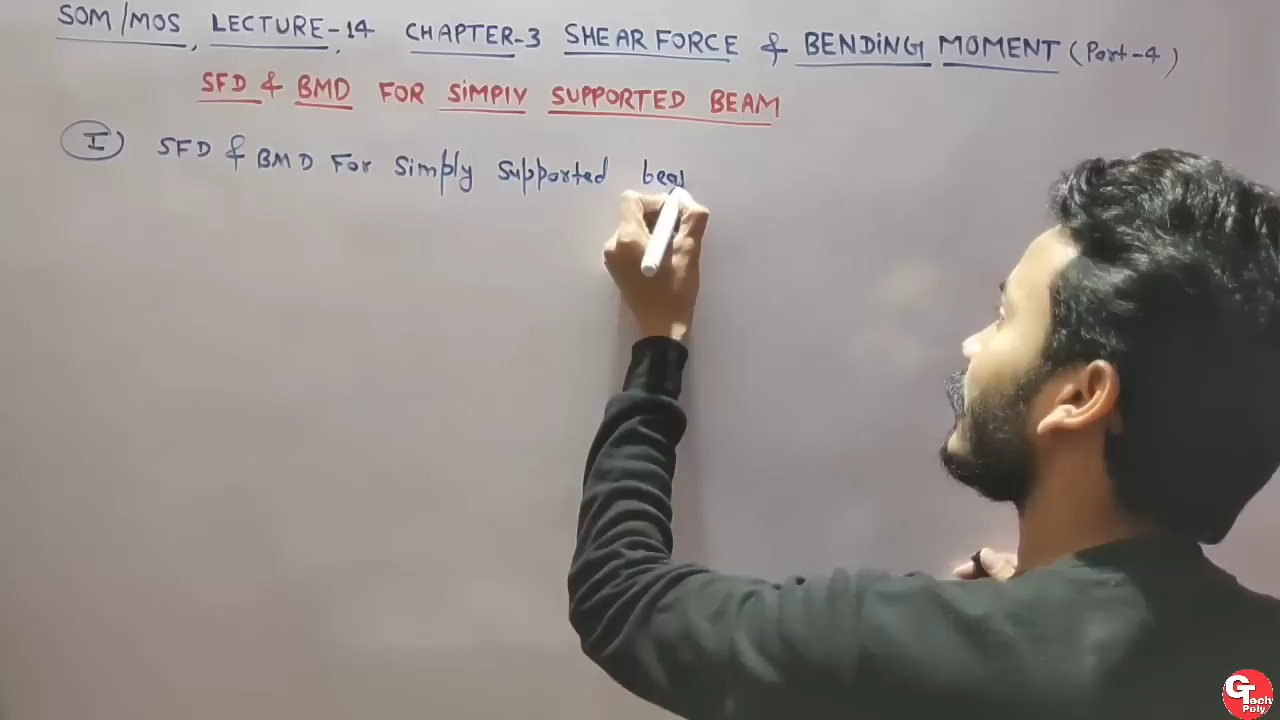 SOM/MOS, LECTURE-14 CHAPTER-3 SHEAR FORCE & BENDING MOMENT (Part-4)
SFD & BMD FOR SIMPLY SUPPORTED BEAM
I) SFD & BMD For Simply Supported bea
GTech Poly